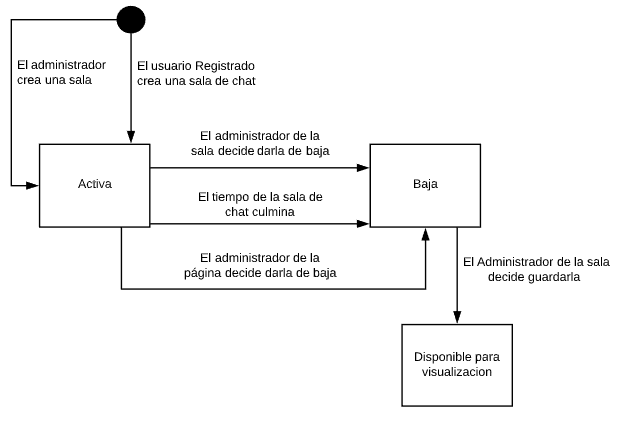 El administrador
crea una sala
El usuario Registrado
crea una sala de chat
El administrador de la
sala decide darla de baja
Activa
Baja
El tiempo de la sala de
chat culmina
El administrador de la
página decide darla de baja
El Administrador de la sala
decide guardarla
Disponible para
visualizacion